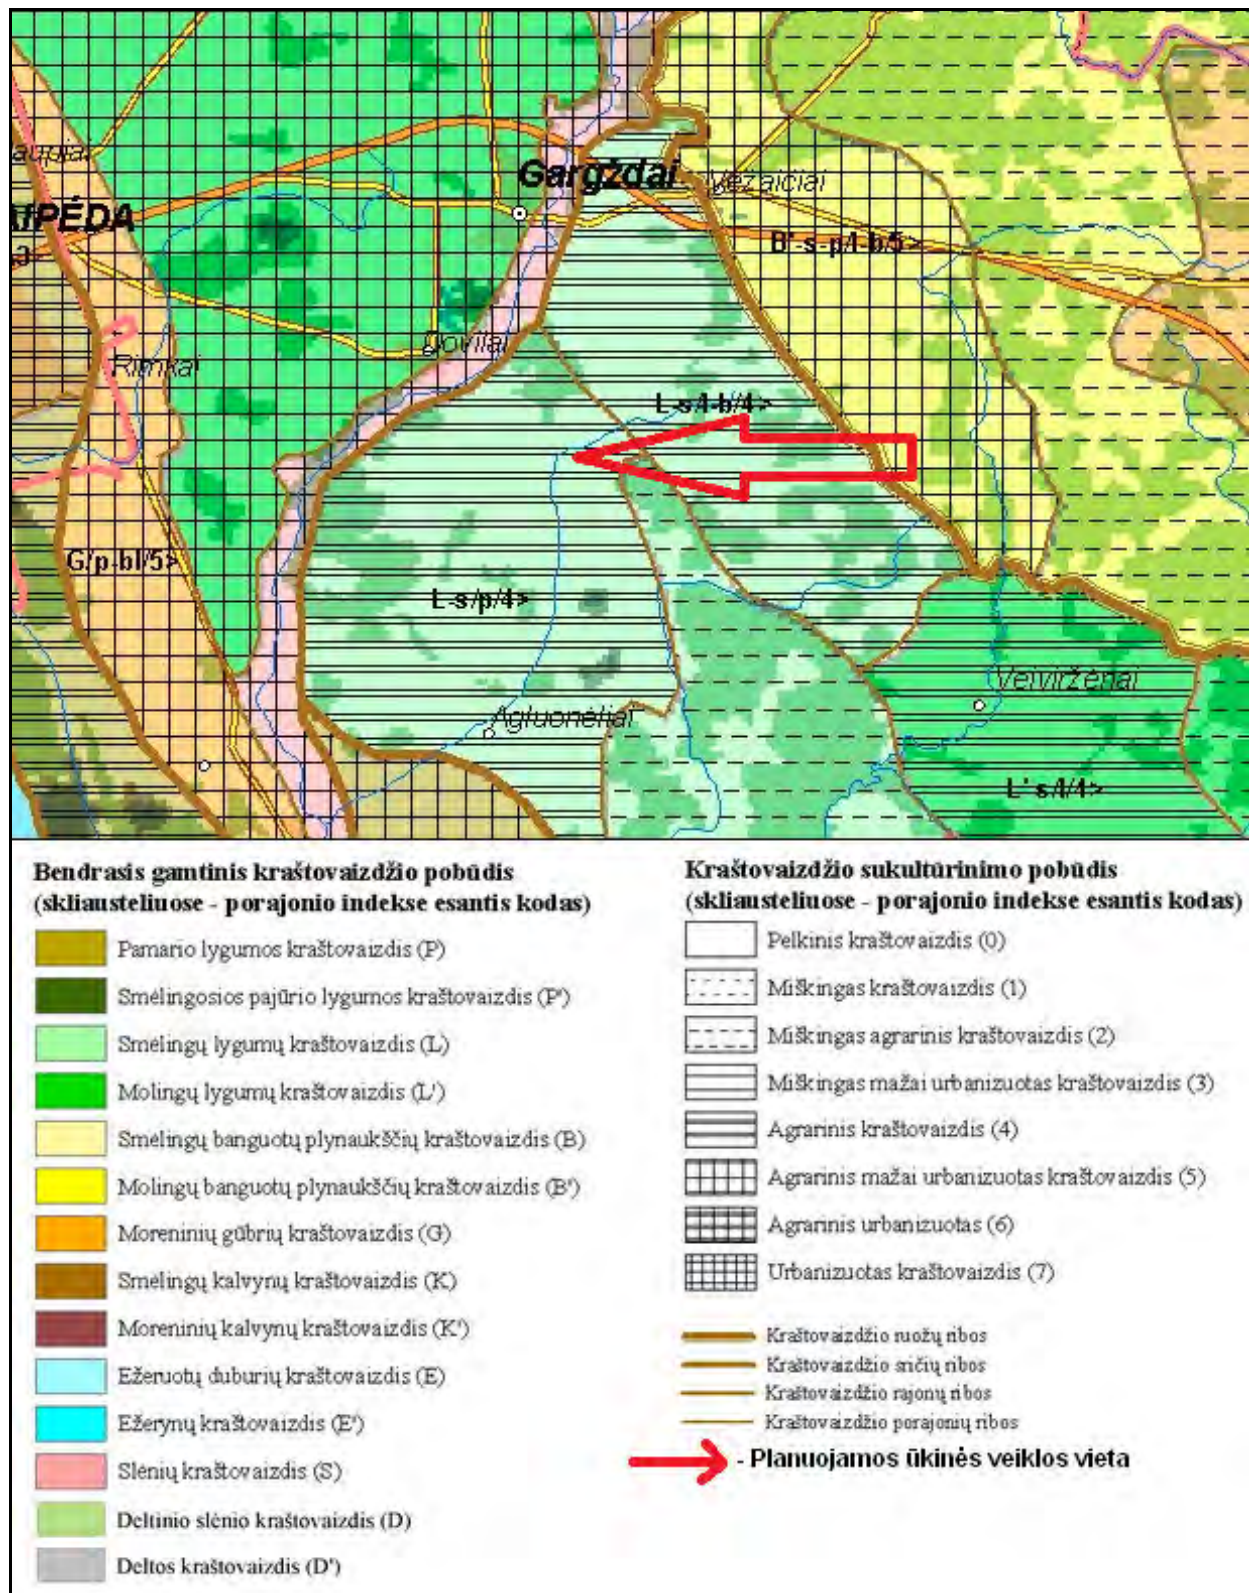 Gargždai
Vėžaičiai
PĖDA
B'-s-p/l-b/5>
Dovilai
Rimkai
L-s/l-b/4>
G/p-bl/5>
L-s/p/4>
Veiviržėnai
Agluonėliai
L'-s/l/4>
Bendrasis gamtinis kraštovaizdžio pobūdis
(skliausteliuose - porajonio indekse esantis kodas)
Pamario lygumos kraštovaizdis (P)
Smėlingosios pajūrio lygumos kraštovaizdis (P')
Smėlingų lygumų kraštovaizdis (L)
Molingų lygumų kraštovaizdis (L')
Smėlingų banguotų plynaukščių kraštovaizdis (B)
Molingų banguotų plynaukščių kraštovaizdis (B')
Moreninių gūbrių kraštovaizdis (G)
Smėlingų kalvynų kraštovaizdis (K)
Moreninių kalvynų kraštovaizdis (K')
Ežeruotų duburių kraštovaizdis (E)
Ežerynų kraštovaizdis (E')
Slėnių kraštovaizdis (S)
Deltinio slėnio kraštovaizdis (D)
Deltos kraštovaizdis (D')
Kraštovaizdžio sukultūrinimo pobūdis
(skliausteliuose - porajonio indekse esantis kodas)
Pelkinis kraštovaizdis (0)
Miškingas kraštovaizdis (1)
Miškingas agrarinis kraštovaizdis (2)
Miškingas mažai urbanizuotas kraštovaizdis (3)
Agrarinis kraštovaizdis (4)
Agrarinis mažai urbanizuotas kraštovaizdis (5)
Agrarinis urbanizuotas (6)
Urbanizuotas kraštovaizdis (7)
Kraštovaizdžio ruožų ribos
Kraštovaizdžio sričių ribos
Kraštovaizdžio rajonų ribos
Kraštovaizdžio porajonių ribos
- Planuojamos ūkinės veiklos vieta